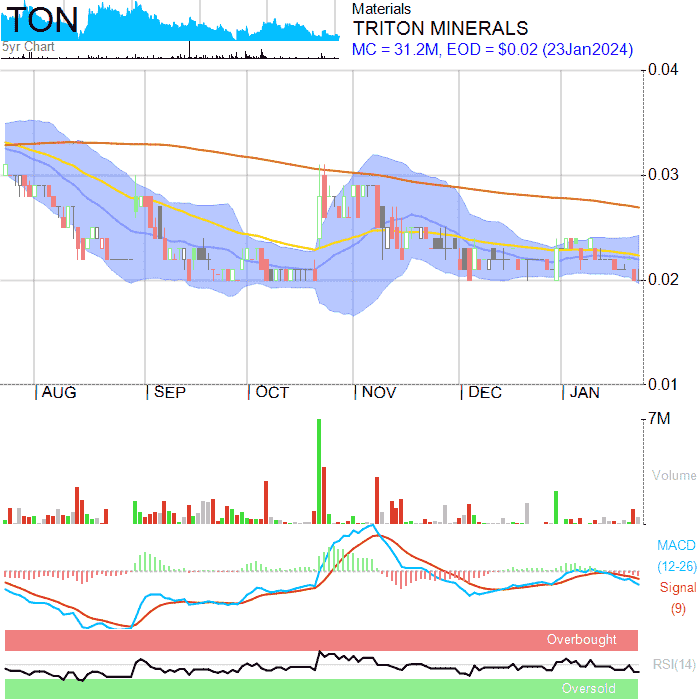 TON
5yr Chart
Materials
TRITON MINERALS
MC = 31.2M, EOD = $0.02 (23Jan2024)
0.04
0.03
0.02
0.01
AUG SEP OCT NOV DEC JAN
7M
Volume
MACD
(12-26)
Signal
(9)
Overbought
RSI(14)
Oversold